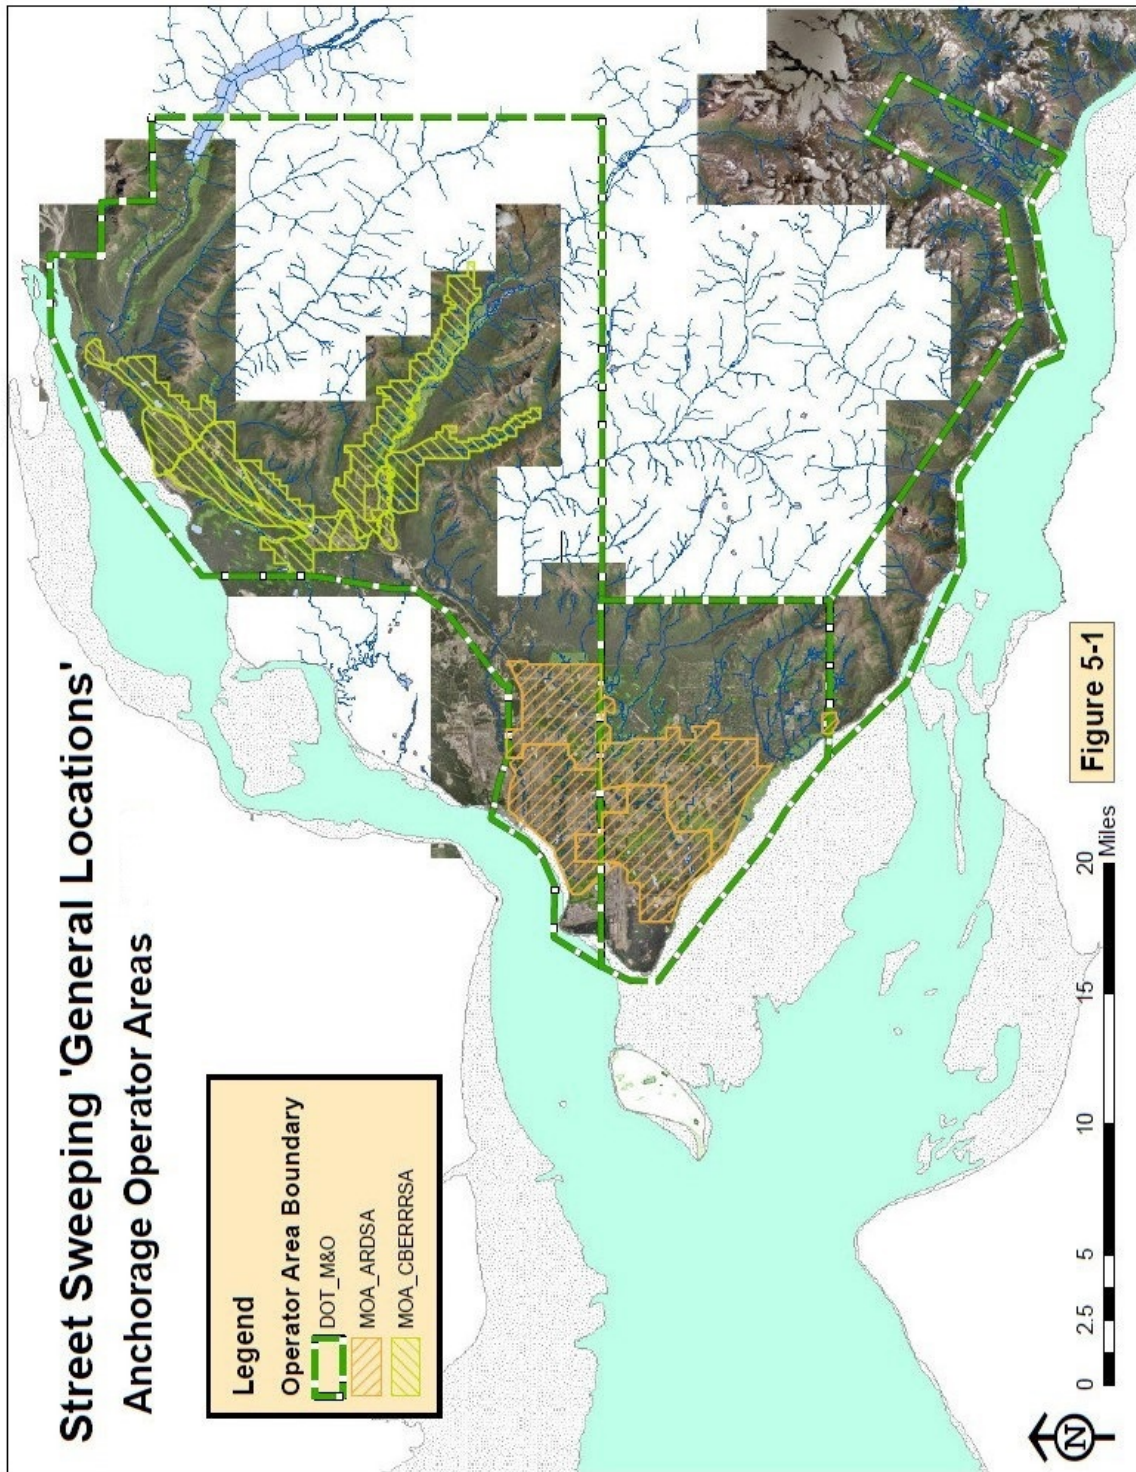 Street Sweeping 'General Locations'
Anchorage Operator Areas
Legend
Operator Area Boundary
DOT_M&O
MOA_ARDSA
MOA_CBERRRSA
N
0 2.5 5 10 15 20
Miles
Figure 5-1